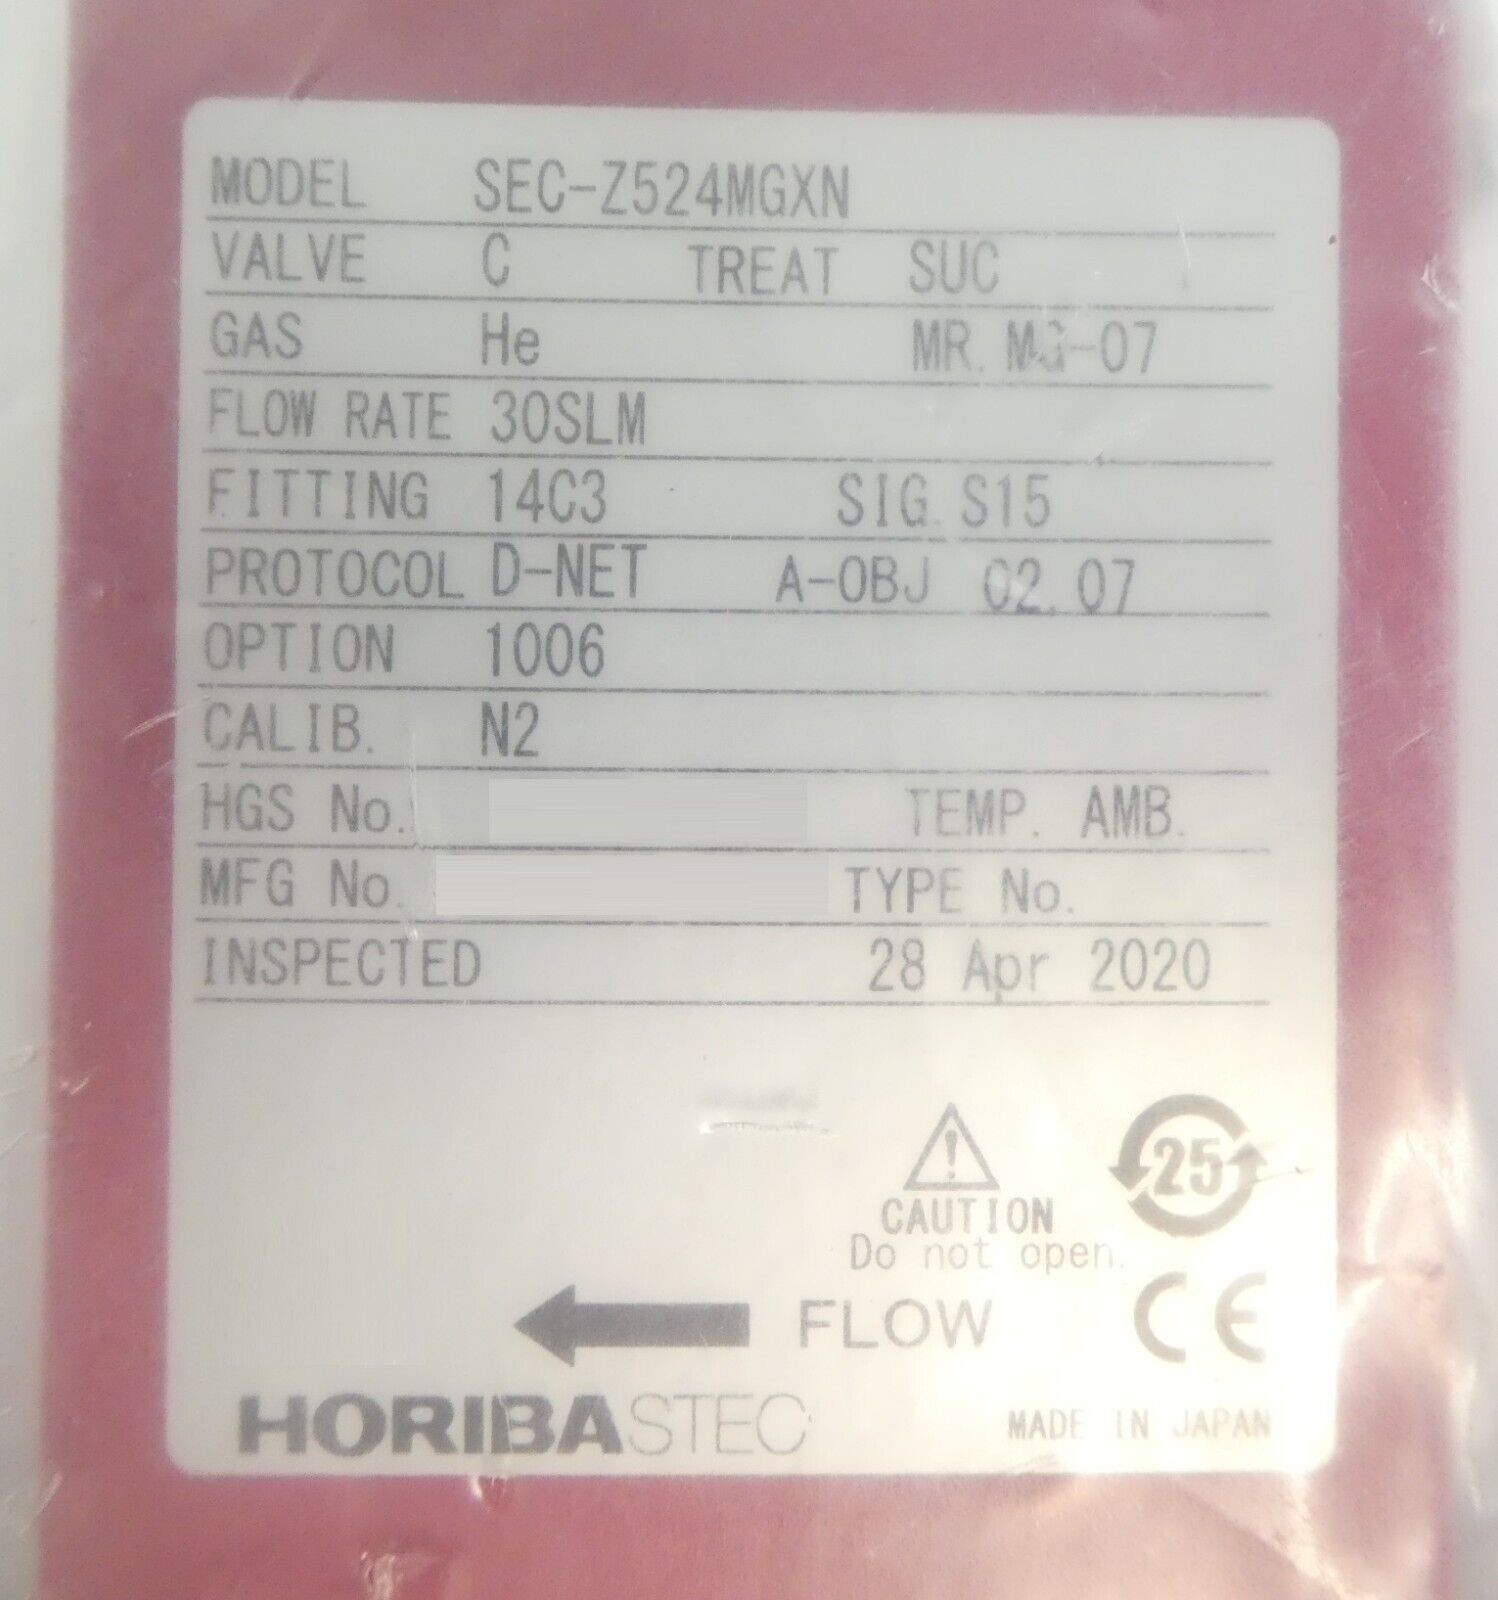 MODEL SEC-Z524MGXN
VALVE C TREAT SUC
GAS He MR. MG-07
FLOW RATE 30SLM
FITTING 14C3 SIG. S15
PROTOCOL D-NET A-OBJ 02.07
OPTION 1006
CALIB. N2
HGS No. TEMP. AMB.
MFG No. TYPE No.
INSPECTED 28 Apr 2020
25
CAUTION
Do not open.
FLOW CE
HORIBASTEC MADE IN JAPAN